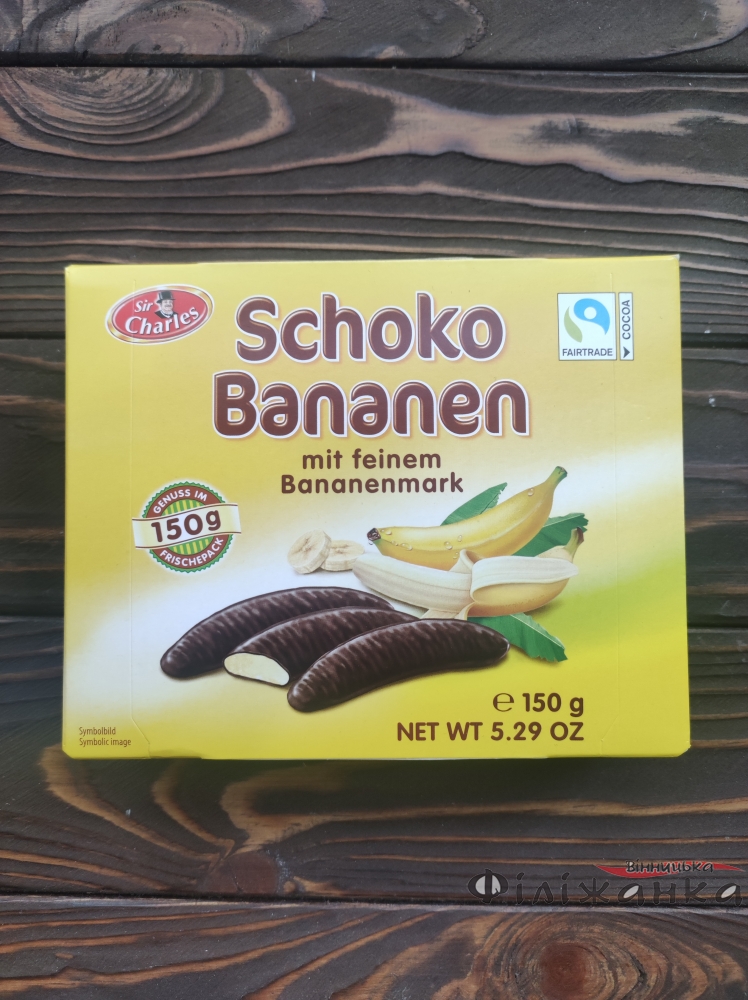 Sir
Charles
Schoko
Bananen
mit feinem
Bananenmark
FAIRTRADE
COCOA
GENUSS IM
150g
FRISCHEPACK
℮ 150 g
NET WT 5.29 OZ
Symbolbild
Symbolic image
вінницька
Філіжанка